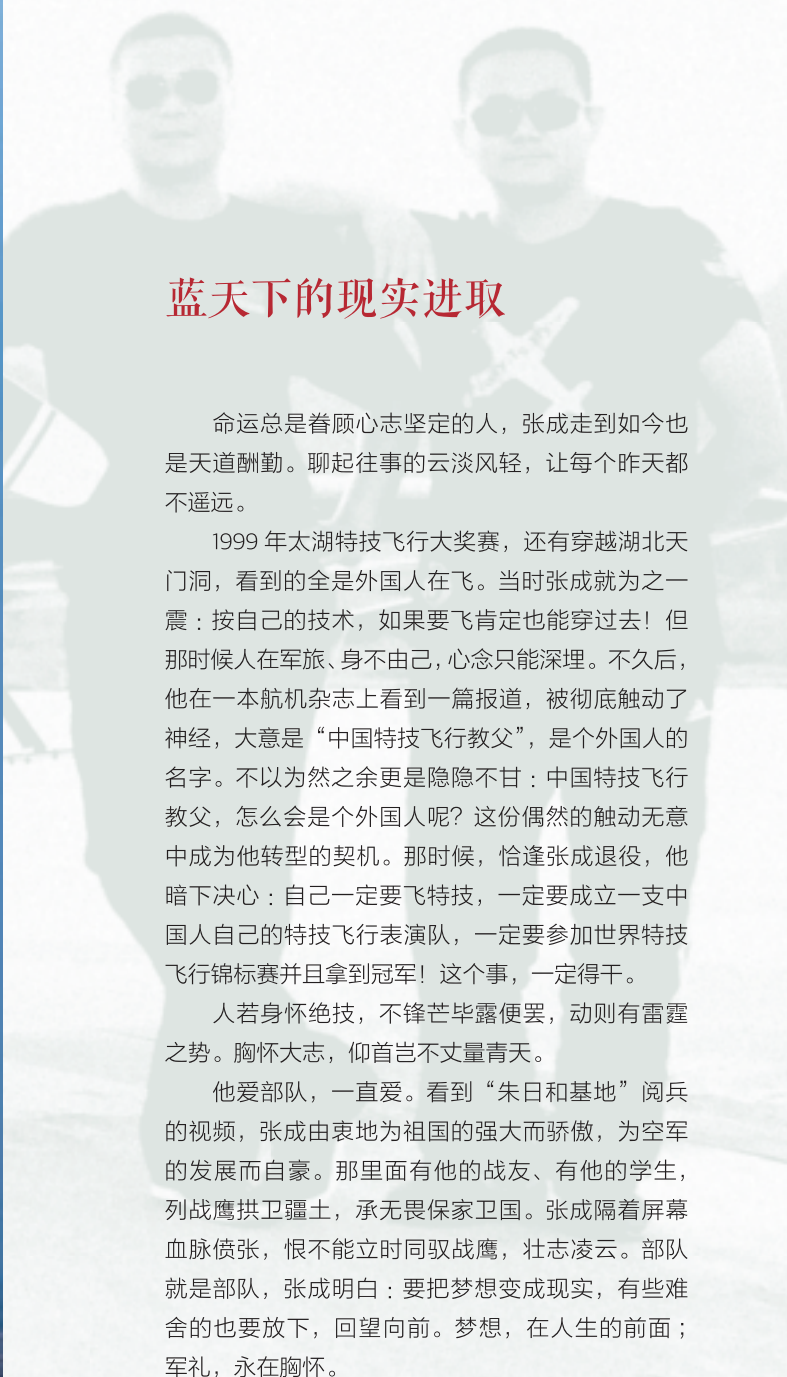 蓝天下的现实进取
命运总是眷顾心志坚定的人，张成走到如今也
是天道酬勤。聊起往事的云淡风轻，让每个昨天都
不遥远。
1999 年太湖特技飞行大奖赛，还有穿越湖北天
门洞，看到的全是外国人在飞。当时张成就为之一
震：按自己的技术，如果要飞肯定也能穿过去！但
那时候人在军旅、身不由己，心念只能深埋。不久后，
他在一本航机杂志上看到一篇报道，被彻底触动了
神经，大意是“中国特技飞行教父”，是个外国人的
名字。不以为然之余更是隐隐不甘：中国特技飞行
教父，怎么会是个外国人呢？这份偶然的触动无意
中成为他转型的契机。那时候，恰逢张成退役，他
暗下决心：自己一定要飞特技，一定要成立一支中
国人自己的特技飞行表演队，一定要参加世界特技
飞行锦标赛并且拿到冠军！这个事，一定得干。
人若身怀绝技，不锋芒毕露便罢，动则有雷霆
之势。胸怀大志，仰首岂不丈量青天。
他爱部队，一直爱。看到“朱日和基地”阅兵
的视频，张成由衷地为祖国的强大而骄傲，为空军
的发展而自豪。那里面有他的战友、有他的学生，
列战鹰拱卫疆土，承无畏保家卫国。张成隔着屏幕
血脉偾张，恨不能立时同驭战鹰，壮志凌云。部队
就是部队，张成明白：要把梦想变成现实，有些难
舍的也要放下，回望向前。梦想，在人生的前面；
军礼，永在胸怀。